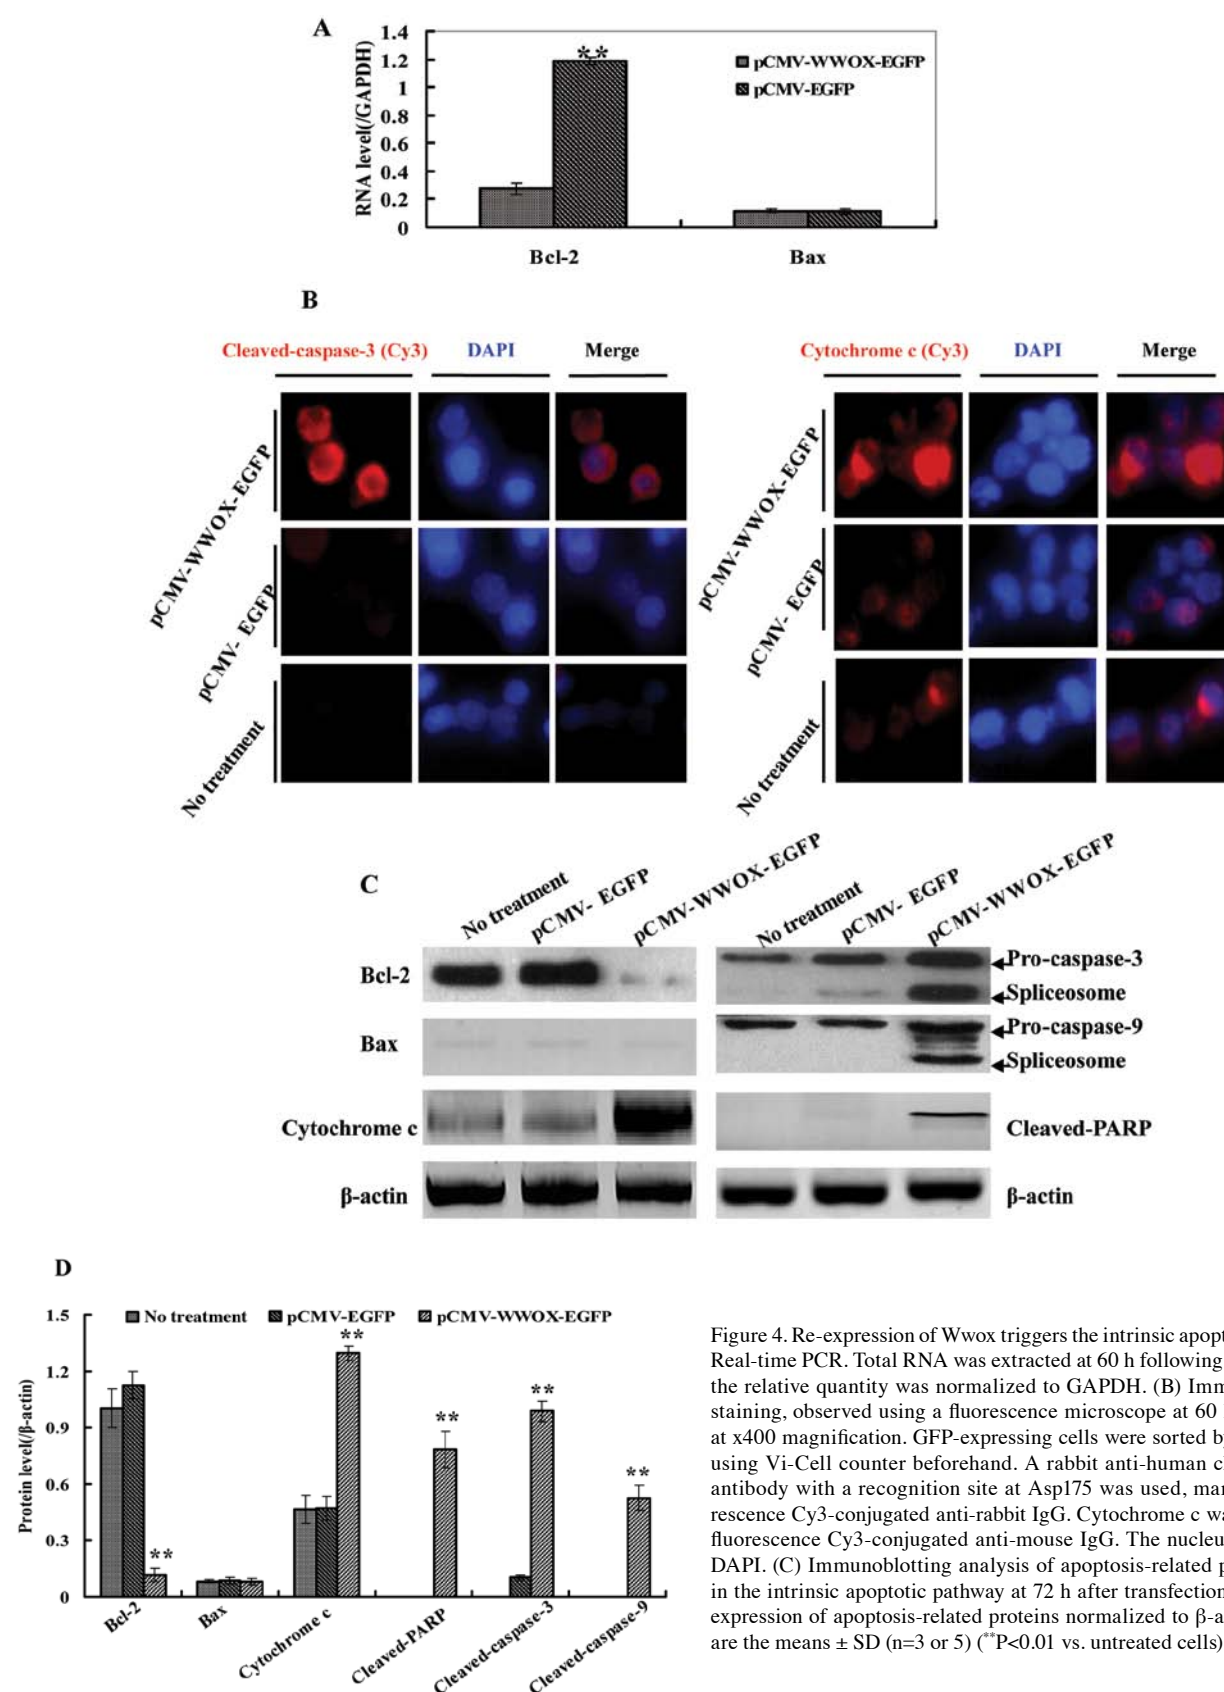 A
RNA level(/GAPDH)
1.4
1.2
1
0.8
0.6
0.4
0.2
0
**
pCMV-WWOX-EGFP
pCMV-EGFP
Bcl-2
Bax
B
Cleaved-caspase-3 (Cy3)
DAPI
Merge
Cytochrome c (Cy3)
DAPI
Merge
pCMV-WWOX-EGFP
pCMV- EGFP
No treatment
pCMV-WWOX-EGFP
pCMV- EGFP
No treatment
C
No treatment
pCMV- EGFP
pCMV-WWOX-EGFP
No treatment
pCMV- EGFP
pCMV-WWOX-EGFP
Bcl-2
Bax
Cytochrome c
β-actin
Pro-caspase-3
Spliceosome
Pro-caspase-9
Spliceosome
Cleaved-PARP
β-actin
D
Protein level(/β-actin)
1.5
1.2
0.9
0.6
0.3
0
No treatment
pCMV-EGFP
pCMV-WWOX-EGFP
**
**
**
**
**
Bcl-2
Bax
Cytochrome c
Cleaved-PARP
Cleaved-caspase-3
Cleaved-caspase-9
Figure 4. Re-expression of Wwox triggers the intrinsic apopt
Real-time PCR. Total RNA was extracted at 60 h following
the relative quantity was normalized to GAPDH. (B) Imm
staining, observed using a fluorescence microscope at 60
at x400 magnification. GFP-expressing cells were sorted b
using Vi-Cell counter beforehand. A rabbit anti-human c
antibody with a recognition site at Asp175 was used, mar
rescence Cy3-conjugated anti-rabbit IgG. Cytochrome c wa
fluorescence Cy3-conjugated anti-mouse IgG. The nucleu
DAPI. (C) Immunoblotting analysis of apoptosis-related p
in the intrinsic apoptotic pathway at 72 h after transfection
expression of apoptosis-related proteins normalized to β-a
are the means ± SD (n=3 or 5) (**P<0.01 vs. untreated cells)